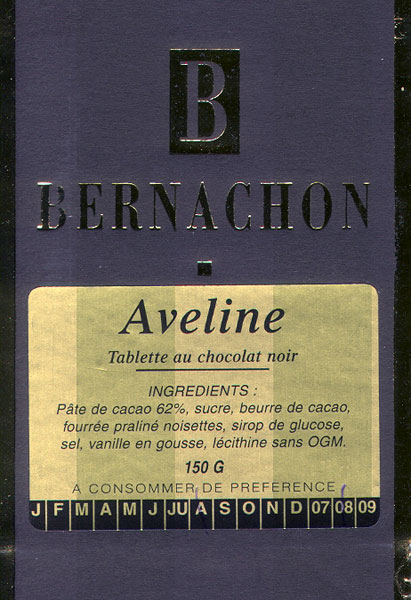 B
BERNACHON
Aveline
Tablette au chocolat noir
INGREDIENTS :
Pâte de cacao 62%, sucre, beurre de cacao,
fourrée praliné noisettes, sirop de glucose,
sel, vanille en gousse, lécithine sans OGM.
150 G
A CONSOMMER DE PREFERENCE
J F M A M J JU A S O N D 07 08 09